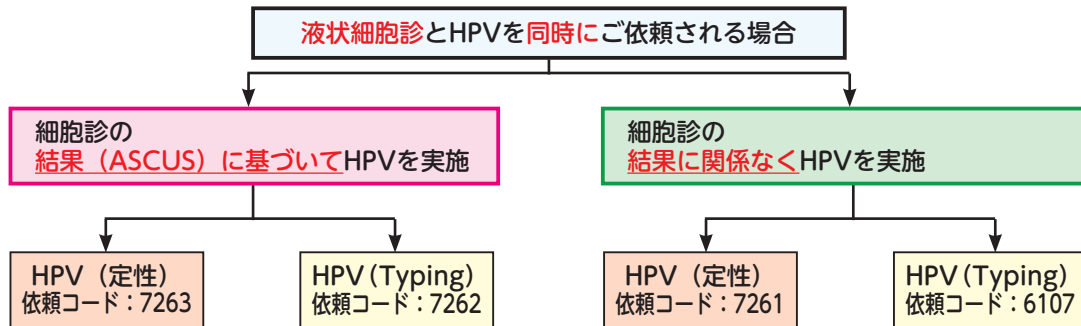 液状細胞診とHPVを同時にご依頼される場合
細胞診の
結果（ASCUS）に基づいてHPVを実施
細胞診の
結果に関係なくHPVを実施
HPV（定性）
依頼コード：7263
HPV(Typing)
依頼コード：7262
HPV（定性）
依頼コード：7261
HPV(Typing)
依頼コード：6107